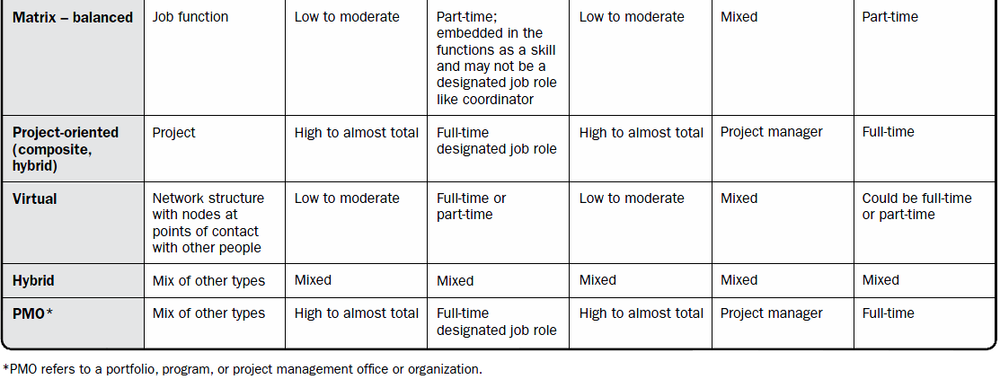 Matrix – balanced
Job function
Low to moderate
Part-time;
embedded in the
functions as a skill
and may not be a
designated job role
like coordinator
Low to moderate
Mixed
Part-time
Project-oriented
(composite,
hybrid)
Project
High to almost total
Full-time
designated job role
High to almost total
Project manager
Full-time
Virtual
Network structure
with nodes at
points of contact
with other people
Low to moderate
Full-time or
part-time
Low to moderate
Mixed
Could be full-time
or part-time
Hybrid
Mix of other types
Mixed
Mixed
Mixed
Mixed
Mixed
PMO*
Mix of other types
High to almost total
Full-time
designated job role
High to almost total
Project manager
Full-time
*PMO refers to a portfolio, program, or project management office or organization.